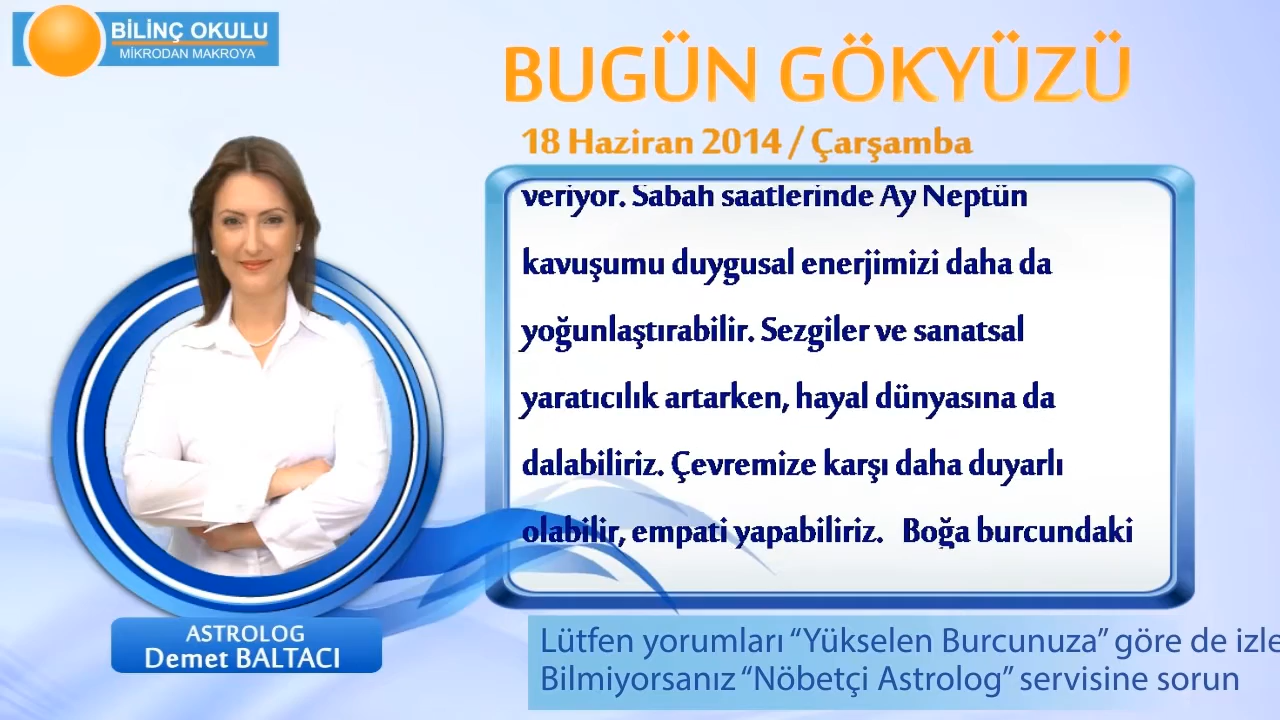 BİLİNÇ OKULU
MİKRODAN MAKROYA
BUGÜN GÖKYÜZÜ
18 Haziran 2014 / Çarşamba
veriyor. Sabah saatlerinde Ay Neptün
kavuşumu duygusal enerjimizi daha da
yoğunlaştırabilir. Sezgiler ve sanatsal
yaratıcılık artarken, hayal dünyasına da
dalabiliriz. Çevremize karşı daha duyarlı
olabilir, empati yapabiliriz. Boğa burcundaki
ASTROLOG
Demet BALTACI
Lütfen yorumları “Yükselen Burcunuza” göre de izle
Bilmiyorsanız “Nöbetçi Astrolog” servisine sorun